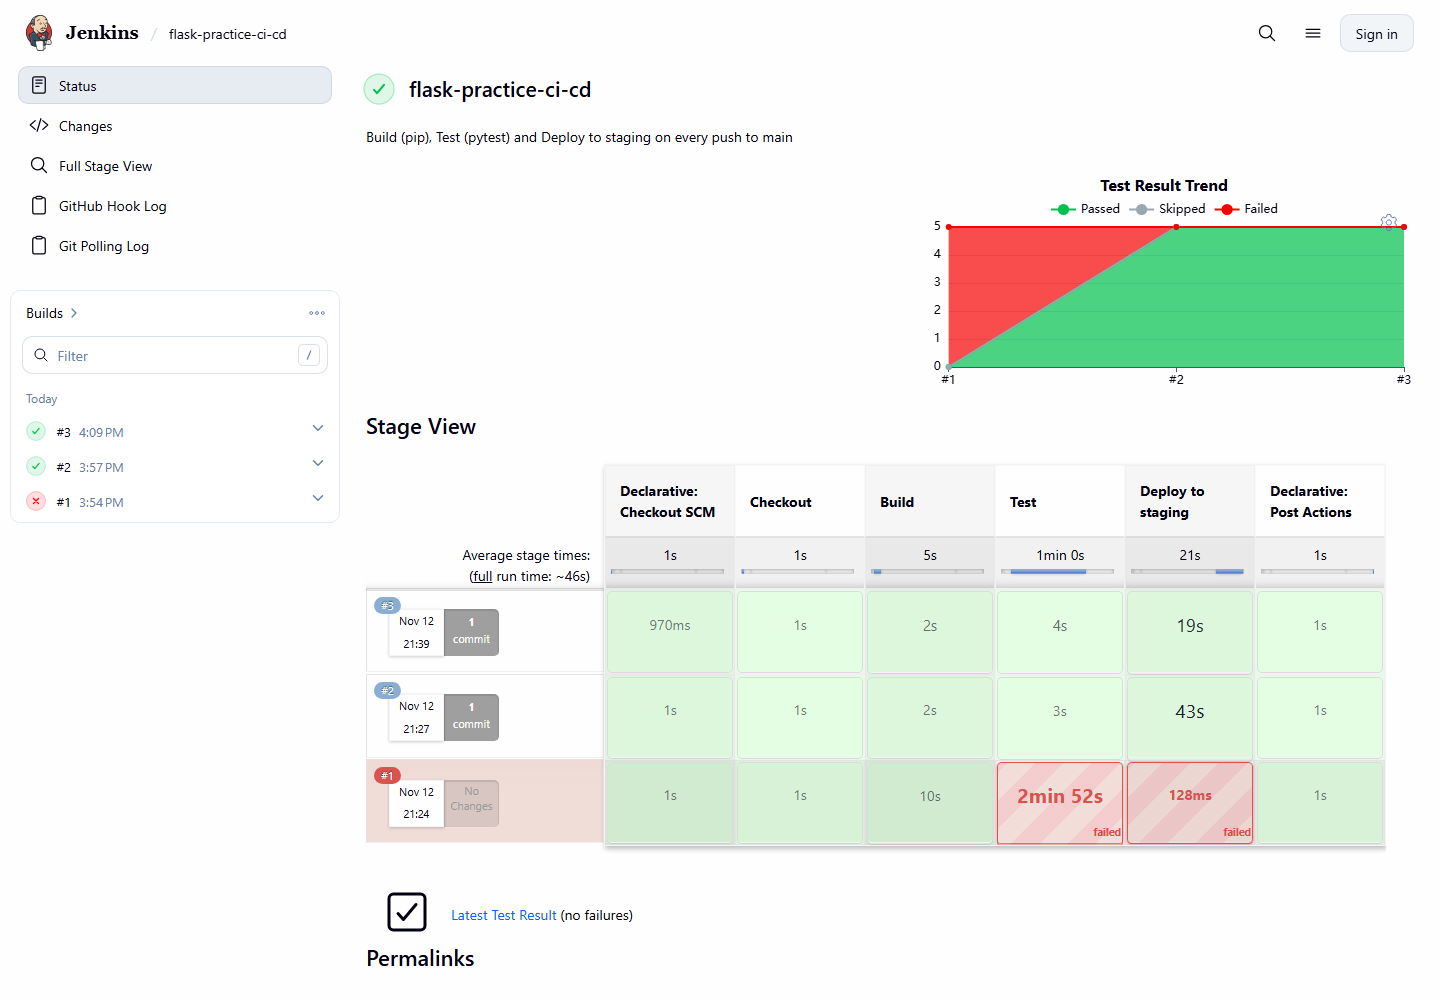 Jenkins / flask-practice-ci-cd
Sign in
Status
Changes
Full Stage View
GitHub Hook Log
Git Polling Log
Builds
Filter
/
Today
#3 4:09 PM
#2 3:57 PM
#1 3:54 PM
flask-practice-ci-cd
Build (pip), Test (pytest) and Deploy to staging on every push to main
Test Result Trend
Passed Skipped Failed
5
4
3
2
1
0
#1 #2 #3
Stage View
Declarative: Checkout SCM
Checkout
Build
Test
Deploy to staging
Declarative: Post Actions
Average stage times:
(full run time: ~46s)
1s 1s 5s 1min 0s 21s 1s
#3
Nov 12
21:39
1
commit
970ms 1s 2s 4s 19s 1s
#2
Nov 12
21:27
1
commit
1s 1s 2s 3s 43s 1s
#1
Nov 12
21:24
No
Changes
1s 1s 10s 2min 52s 128ms 1s
failed failed
Latest Test Result (no failures)
Permalinks